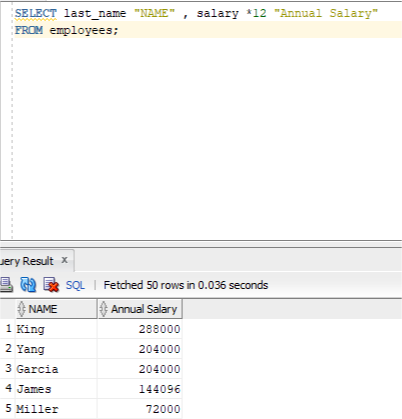 SELECT last_name "NAME" , salary *12 "Annual Salary"
FROM employees;
uery Result x
SQL | Fetched 50 rows in 0.036 seconds
NAME Annual Salary
1 King 288000
2 Yang 204000
3 Garcia 204000
4 James 144096
5 Miller 72000